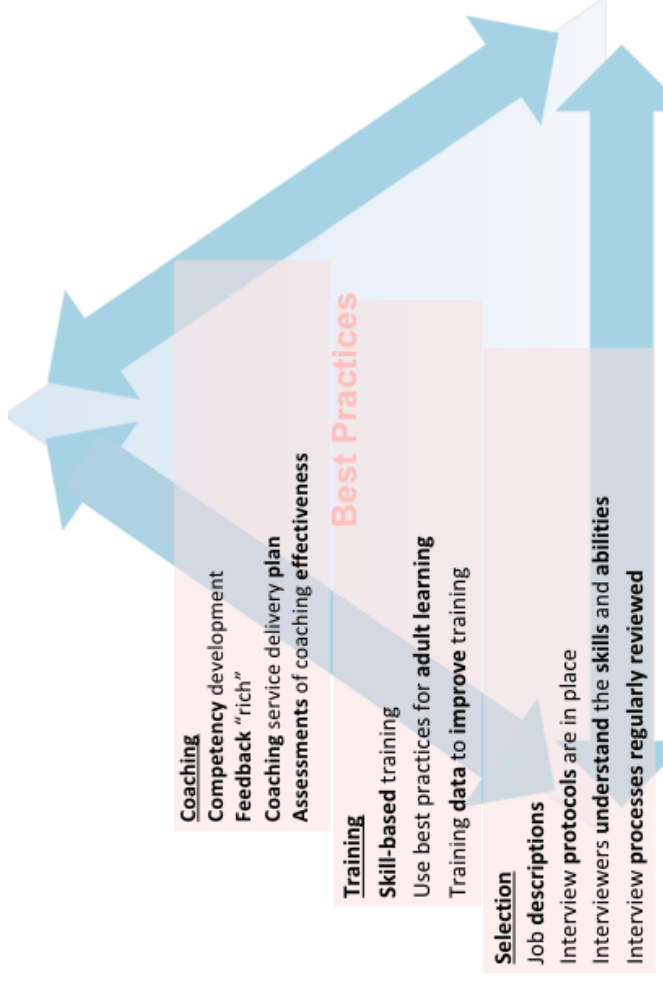 Coaching
Competency development
Feedback “rich”
Coaching service delivery plan
Assessments of coaching effectiveness
Best Practices
Training
Skill-based training
Use best practices for adult learning
Training data to improve training
Selection
Job descriptions
Interview protocols are in place
Interviewers understand the skills and abilities
Interview processes regularly reviewed